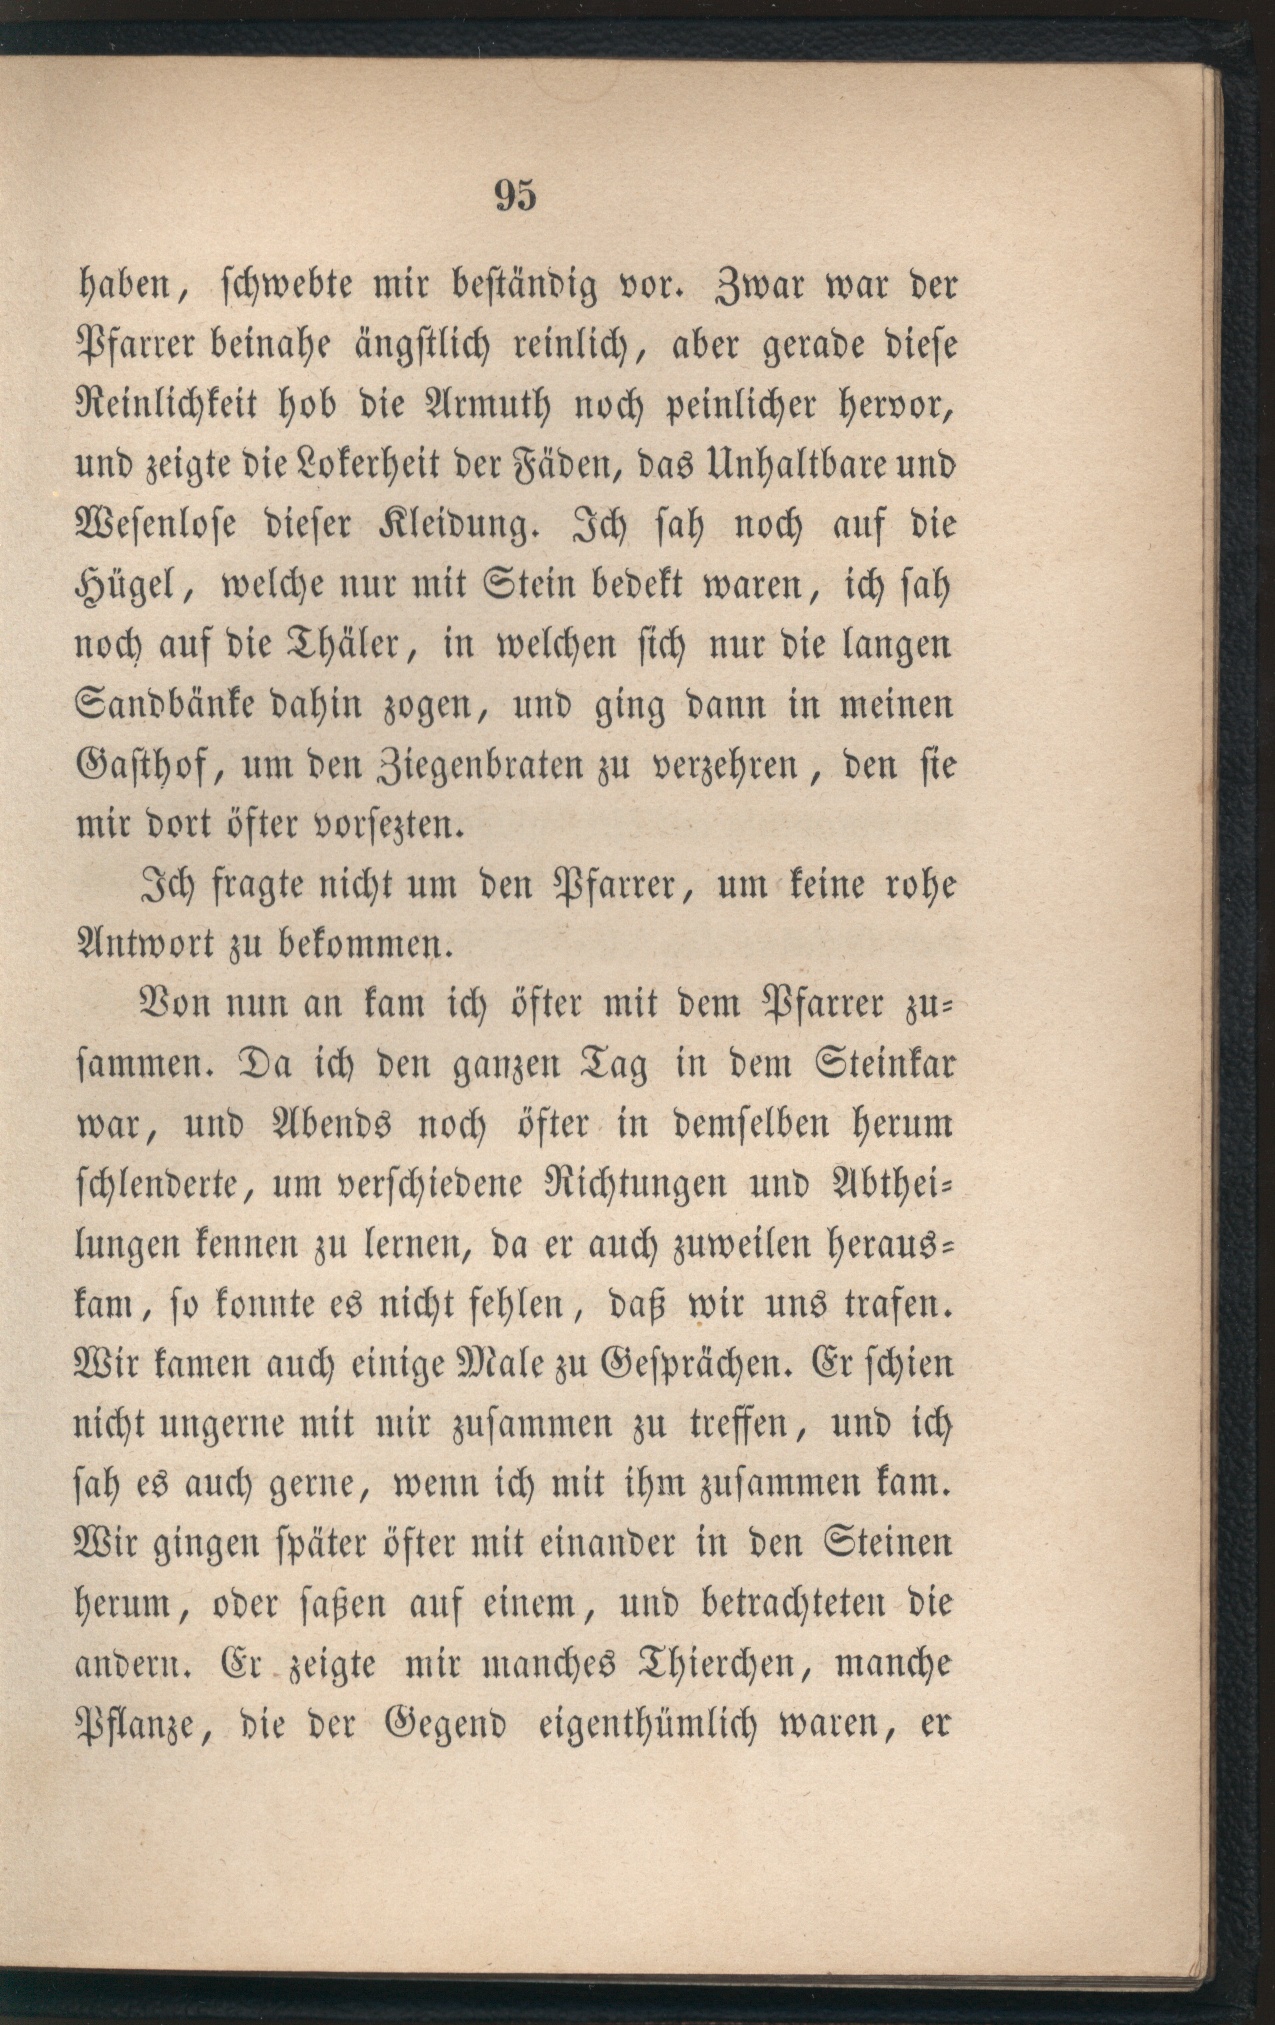 95
haben, schwebte mir beständig vor. Zwar war der
Pfarrer beinahe ängstlich reinlich, aber gerade diese
Reinlichkeit hob die Armuth noch peinlicher hervor,
und zeigte die Lokerheit der Fäden, das Unhaltbare und
Wesenlose dieser Kleidung. Ich sah noch auf die
Hügel, welche nur mit Stein bedekt waren, ich sah
noch auf die Thäler, in welchen sich nur die langen
Sandbänke dahin zogen, und ging dann in meinen
Gasthof, um den Ziegenbraten zu verzehren, den sie
mir dort öfter vorsezten.
Ich fragte nicht um den Pfarrer, um keine rohe
Antwort zu bekommen.
Von nun an kam ich öfter mit dem Pfarrer zu-
sammen. Da ich den ganzen Tag in dem Steinkar
war, und Abends noch öfter in demselben herum
schlenderte, um verschiedene Richtungen und Abthei-
lungen kennen zu lernen, da er auch zuweilen heraus-
kam, so konnte es nicht fehlen, daß wir uns trafen.
Wir kamen auch einige Male zu Gesprächen. Er schien
nicht ungerne mit mir zusammen zu treffen, und ich
sah es auch gerne, wenn ich mit ihm zusammen kam.
Wir gingen später öfter mit einander in den Steinen
herum, oder saßen auf einem, und betrachteten die
andern. Er zeigte mir manches Thierchen, manche
Pflanze, die der Gegend eigenthümlich waren, er